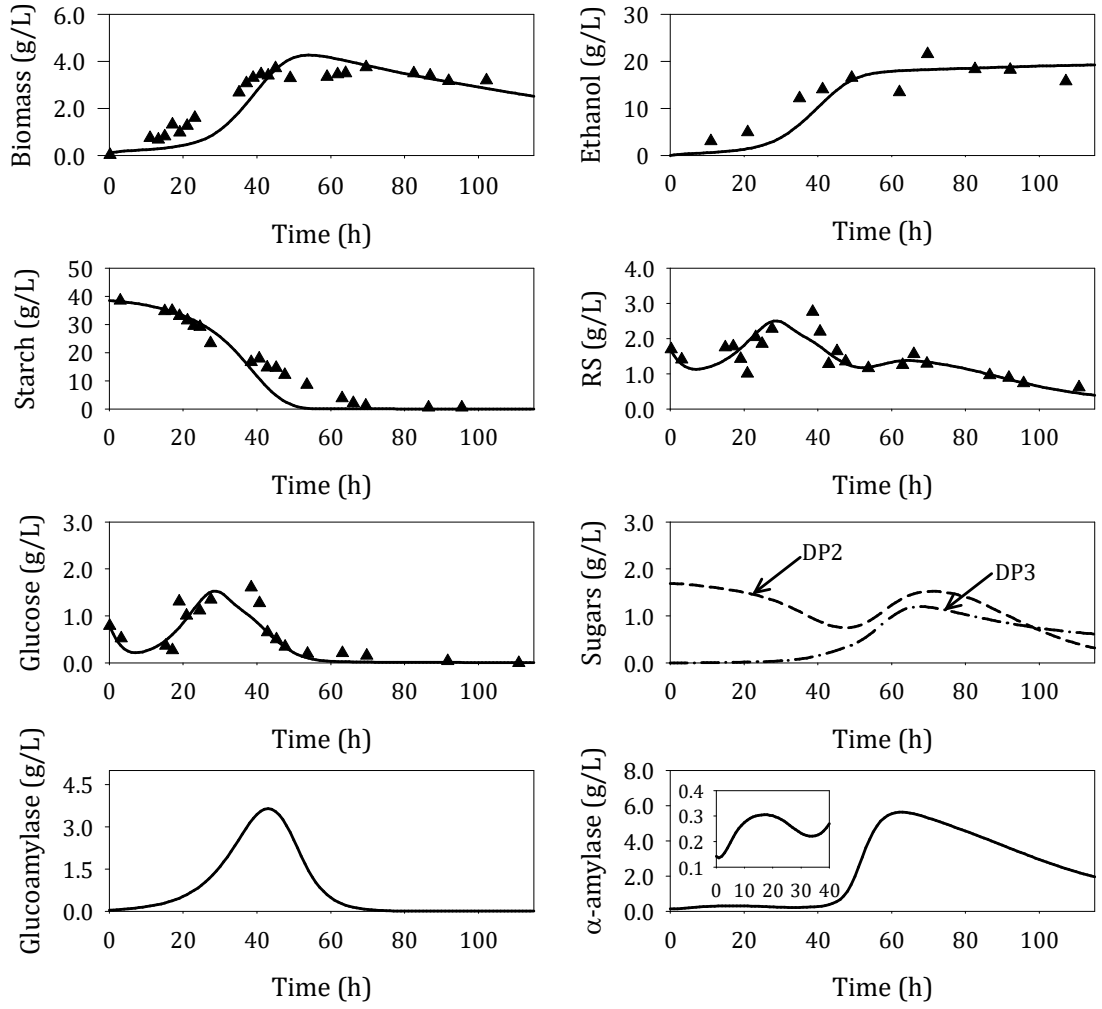 Biomass (g/L)
6.0
4.0
2.0
0.0
0 20 40 60 80 100
Time (h)
Ethanol (g/L)
30
20
10
0
0 20 40 60 80 100
Time (h)
Starch (g/L)
50
40
30
20
10
0
0 20 40 60 80 100
Time (h)
RS (g/L)
4.0
3.0
2.0
1.0
0.0
0 20 40 60 80 100
Time (h)
Glucose (g/L)
3.0
2.0
1.0
0.0
0 20 40 60 80 100
Time (h)
Sugars (g/L)
3.0
2.0
1.0
0.0
DP2
DP3
0 20 40 60 80 100
Time (h)
Glucoamylase (g/L)
4.5
3.0
1.5
0.0
0 20 40 60 80 100
Time (h)
α-amylase (g/L)
8.0
6.0
4.0
2.0
0.0
0.4
0.3
0.2
0.1
0 10 20 30 40
0 20 40 60 80 100
Time (h)